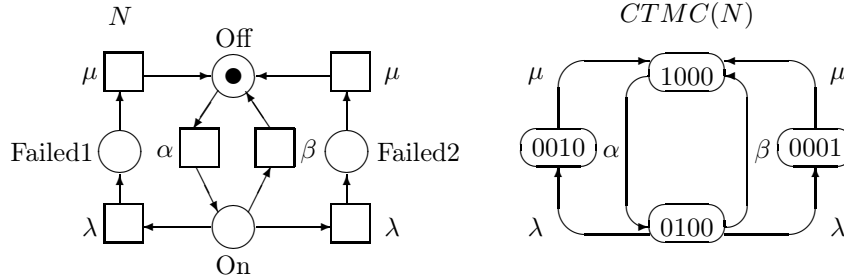 N
CTMC(N)
Off
μ
μ
μ
μ
1000
Failed1
α
β
Failed2
0010
α
β
0001
λ
λ
λ
0100
λ
On